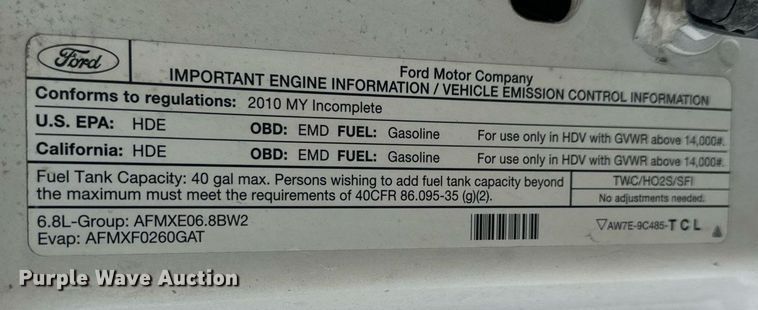 Ford
Ford Motor Company
IMPORTANT ENGINE INFORMATION / VEHICLE EMISSION CONTROL INFORMATION
Conforms to regulations: 2010 MY Incomplete
U.S. EPA: HDE OBD: EMD FUEL: Gasoline For use only in HDV with GVWR above 14,000#.
California: HDE OBD: EMD FUEL: Gasoline For use only in HDV with GVWR above 14,000#.
Fuel Tank Capacity: 40 gal max. Persons wishing to add fuel tank capacity beyond
the maximum must meet the requirements of 40CFR 86.095-35 (g)(2).
TWC/HO2S/SFI
No adjustments needed.
6.8L-Group: AFMXE06.8BW2
Evap: AFMXF0260GAT
▽AW7E-9C485-TCL
Purple Wave Auction